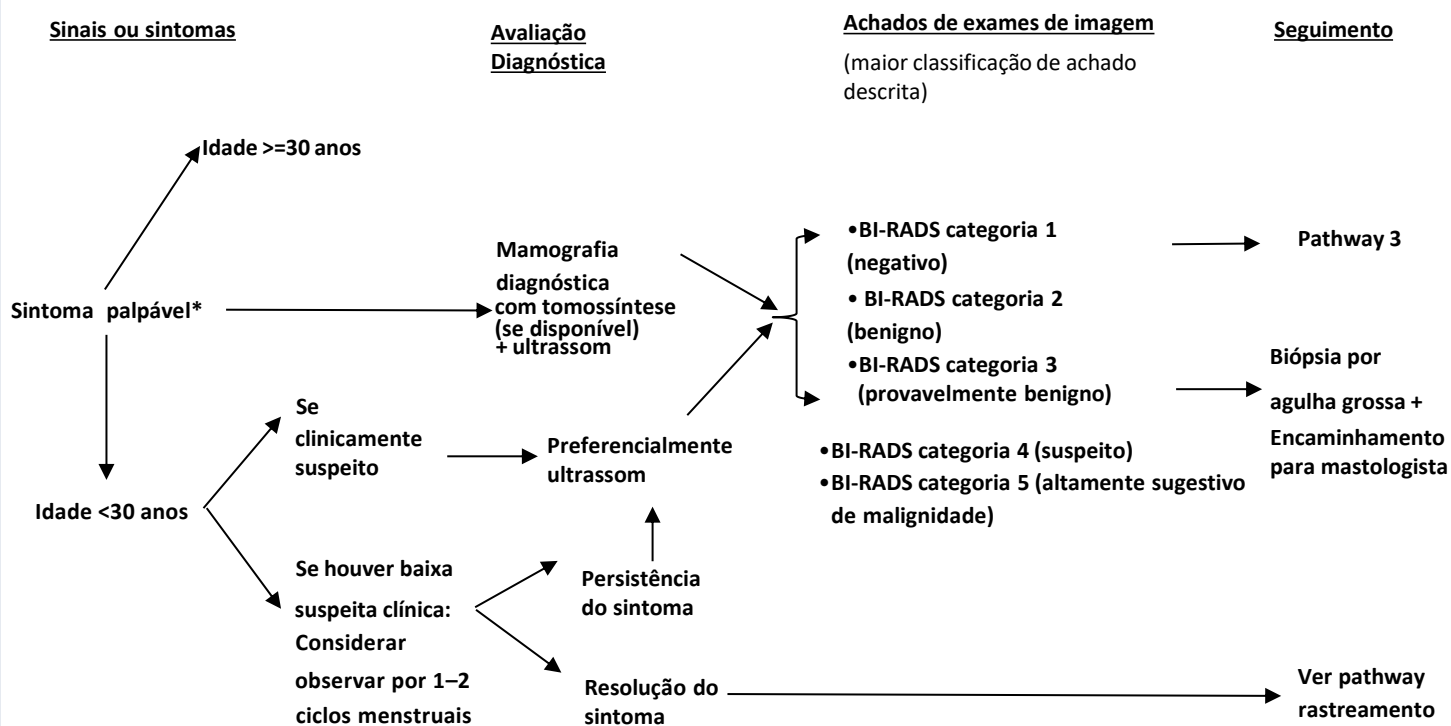 Sinais ou sintomas
Avaliação
Diagnóstica
Achados de exames de imagem
(maior classificação de achado
descrita)
Seguimento
Idade >=30 anos
Sintoma palpável*
Mamografia
diagnóstica
com tomossíntese
(se disponível)
+ ultrassom
•BI-RADS categoria 1
(negativo)
• BI-RADS categoria 2
(benigno)
•BI-RADS categoria 3
(provavelmente benigno)
Pathway 3
Biópsia por
agulha grossa +
Encaminhamento
para mastologista
Se
clinicamente
suspeito
Preferencialmente
ultrassom
•BI-RADS categoria 4 (suspeito)
•BI-RADS categoria 5 (altamente sugestivo
de malignidade)
Idade <30 anos
Se houver baixa
suspeita clínica:
Considerar
observar por 1–2
ciclos menstruais
Persistência
do sintoma
Resolução do
sintoma
Ver pathway
rastreamento